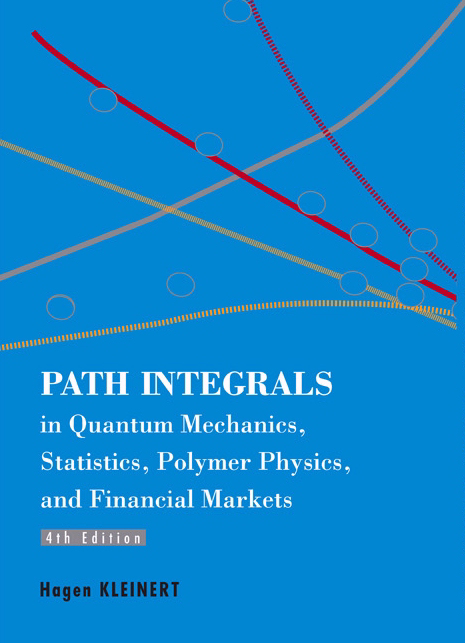 PATH INTEGRALS
in Quantum Mechanics,
Statistics, Polymer Physics,
and Financial Markets
4th Edition
Hagen KLEINERT